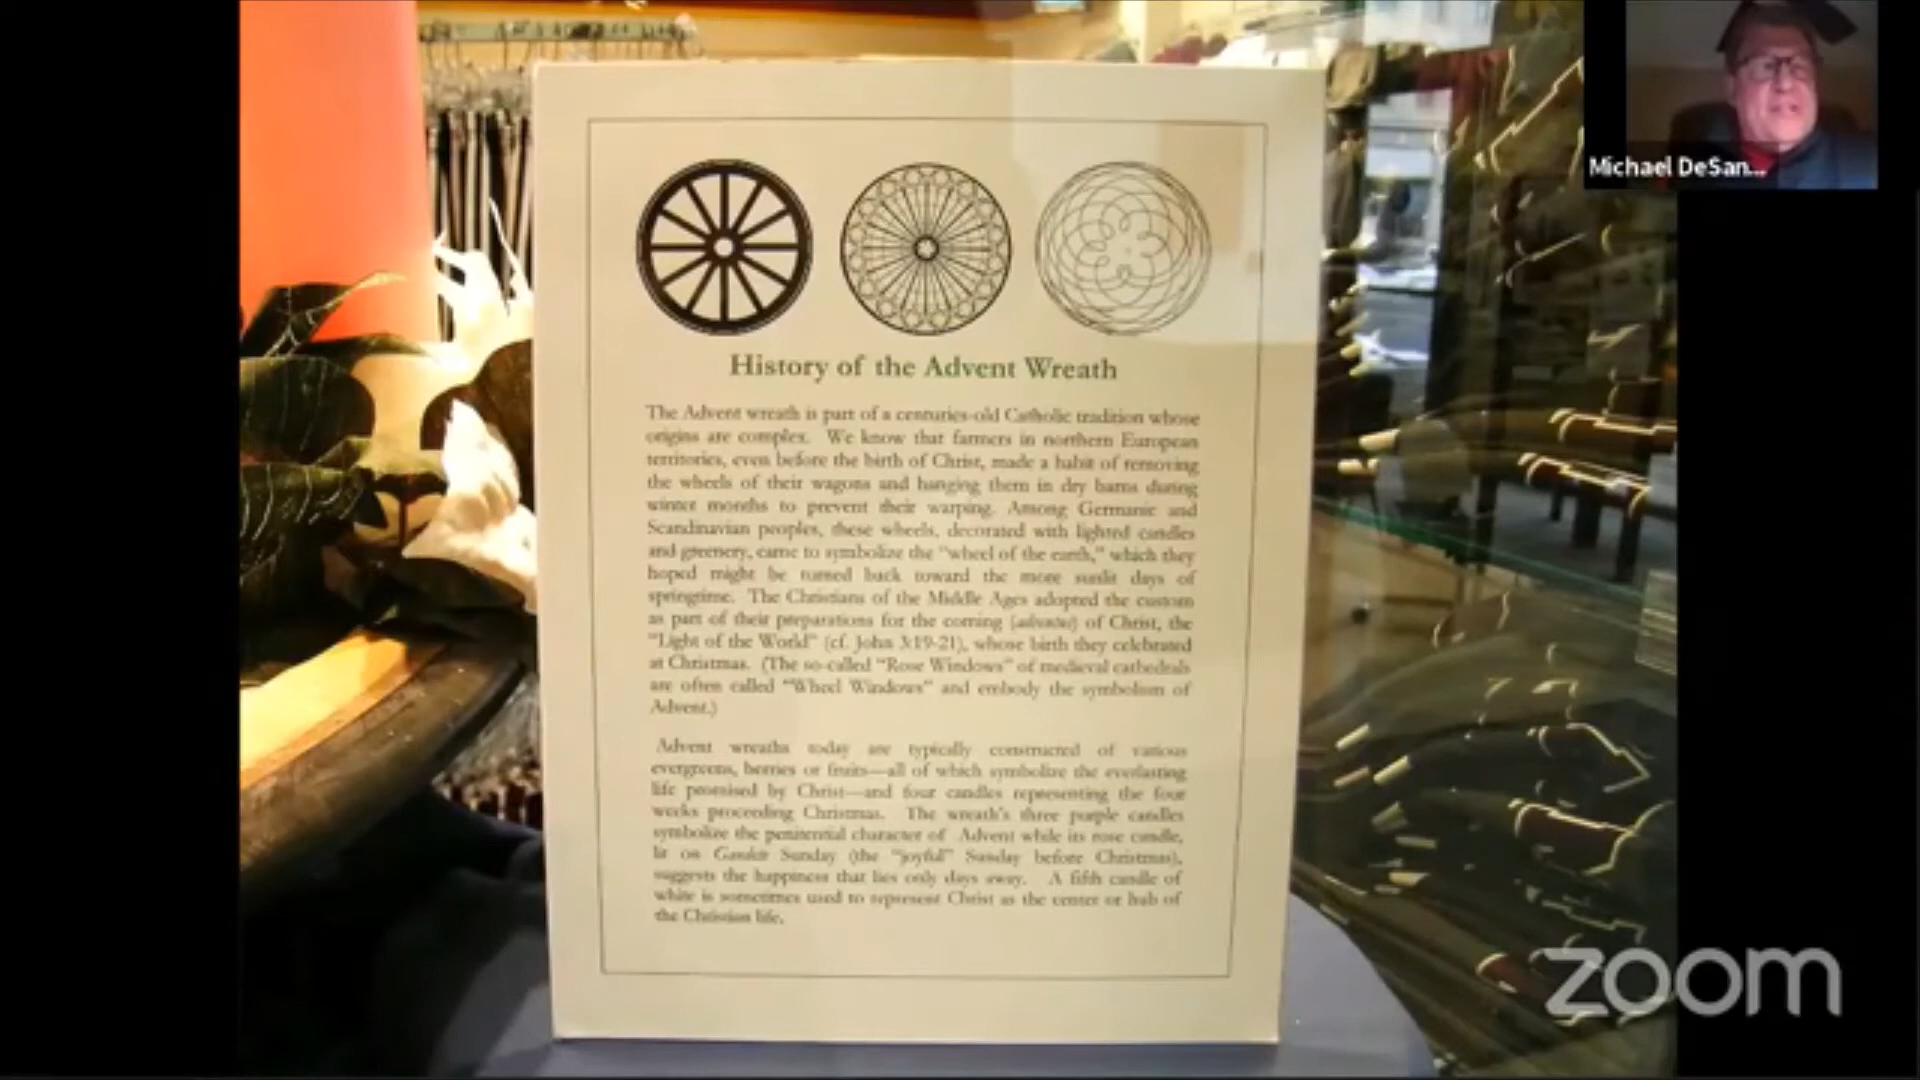 Michael DeSan...
History of the Advent Wreath
The Advent wreath is part of a centuries-old Catholic tradition whose
origins are complex. We know that farmers in northern European
territories, even before the birth of Christ, made a habit of removing
the wheels of their wagons and hanging them in dry barns during
winter months to prevent their warping. Among Germanic and
Scandinavian peoples, these wheels, decorated with lighted candles
and greenery, came to symbolize the "wheel of the earth," which they
hoped might be turned back toward the more sunlit days of
springtime. The Christians of the Middle Ages adopted the custom
as part of their preparations for the coming (adventus) of Christ, the
"Light of the World" (cf. John 3:19-21), whose birth they celebrated
at Christmas. (The so-called "Rose Windows" of medieval cathedrals
are often called "Wheel Windows" and embody the symbolism of
Advent.)
Advent wreaths today are typically constructed of various
evergreens, berries or fruits—all of which symbolize the everlasting
life promised by Christ—and four candles representing the four
weeks proceeding Christmas. The wreath's three purple candles
symbolize the penitential character of Advent while its rose candle,
lit on Gaudete Sunday (the "joyful" Sunday before Christmas),
suggests the happiness that lies only days away. A fifth candle of
white is sometimes used to represent Christ as the center or hub of
the Christian life.
zoom